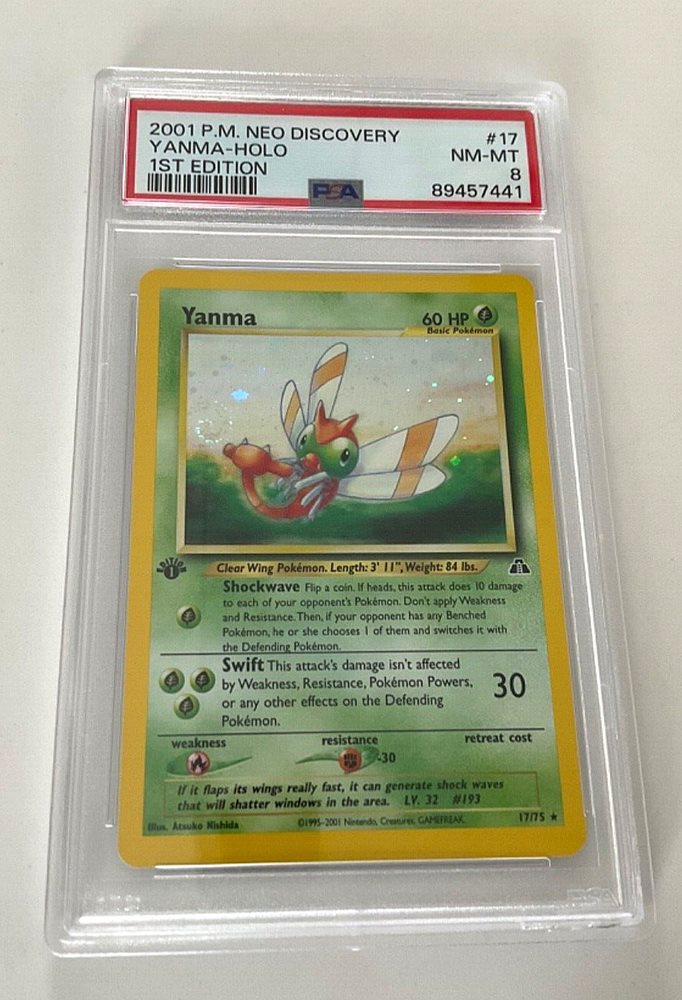 2001 P.M. NEO DISCOVERY #17
YANMA-HOLO NM-MT
1ST EDITION 8
PSA 89457441
Yanma 60 HP
Basic Pokémon
EDITION
1
Clear Wing Pokémon. Length: 3' 11", Weight: 84 lbs.
Shockwave Flip a coin. If heads, this attack does 10 damage
to each of your opponent's Pokémon. Don't apply Weakness
and Resistance. Then, if your opponent has any Benched
Pokémon, he or she chooses 1 of them and switches it with
the Defending Pokémon.
Swift This attack's damage isn't affected
by Weakness, Resistance, Pokémon Powers, 30
or any other effects on the Defending
Pokémon.
weakness resistance retreat cost
-30
If it flaps its wings really fast, it can generate shock waves
that will shatter windows in the area. LV. 32 #193
Illus. Atsuko Nishida ©1995-2001 Nintendo, Creatures, GAMEFREAK. 17/75 ★
PSA